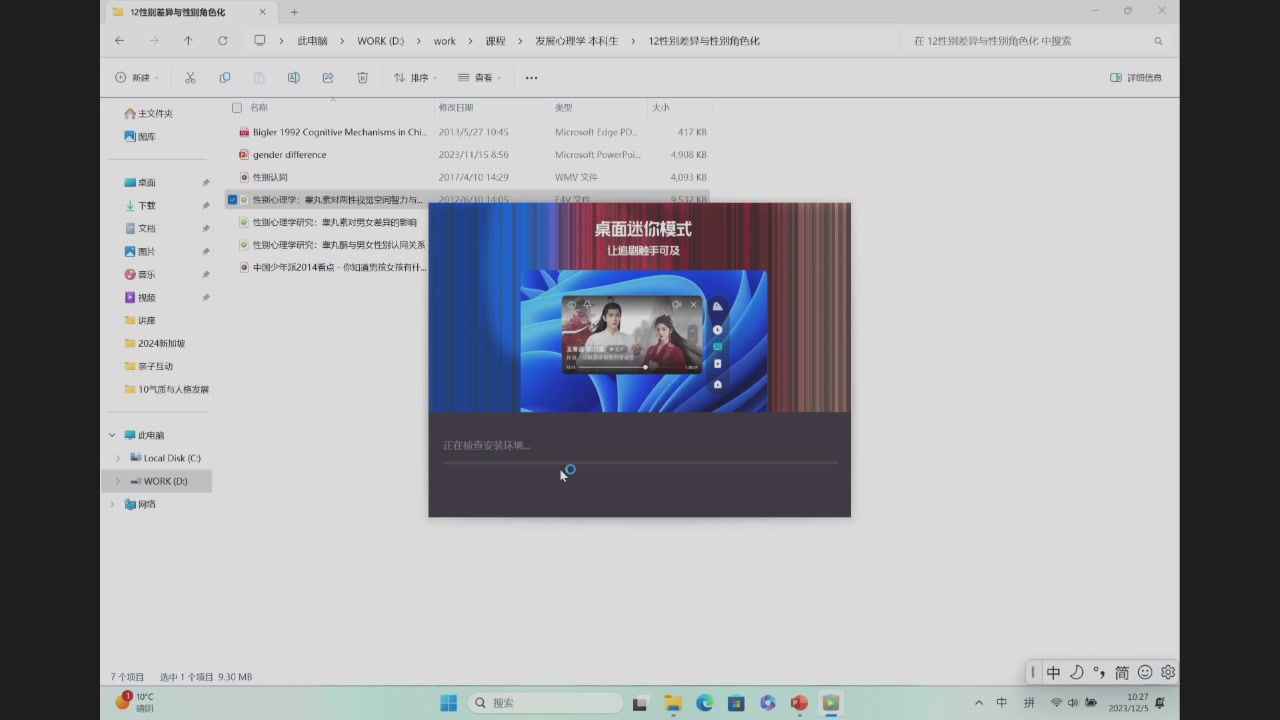 12性别差异与性别角色化
此电脑 > WORK (D:) > work > 课程 > 发展心理学 本科生 > 12性别差异与性别角色化
在 12性别差异与性别角色化 中搜索
新建
排序
查看
详细信息
名称 修改日期 类型 大小
主文件夹
图库
桌面
下载
文档
图片
音乐
视频
讲座
2024新加坡
亲子互动
10气质与人格发展
此电脑
Local Disk (C:)
WORK (D:)
网络
Bigler 1992 Cognitive Mechanisms in Chi... 2013/5/27 10:45 Microsoft Edge PD... 417 KB
gender difference 2023/11/15 8:56 Microsoft PowerPoi... 4,908 KB
性别认同 2017/4/10 14:29 WMV 文件 4,093 KB
性别心理学：睾丸素对两性视觉空间智力与... 2012/6/10 14:05 F4V 文件 9,532 KB
性别心理学研究：睾丸素对男女差异的影响
性别心理学研究：睾丸酮与男女性别认同关系
中国少年派2014看点 - 你知道男孩女孩有什...
桌面迷你模式
让追剧触手可及
正在检查安装环境...
7 个项目 选中 1 个项目 9.30 MB
中 简
1
10°C
晴朗
搜索
中 拼
10:27
2023/12/5